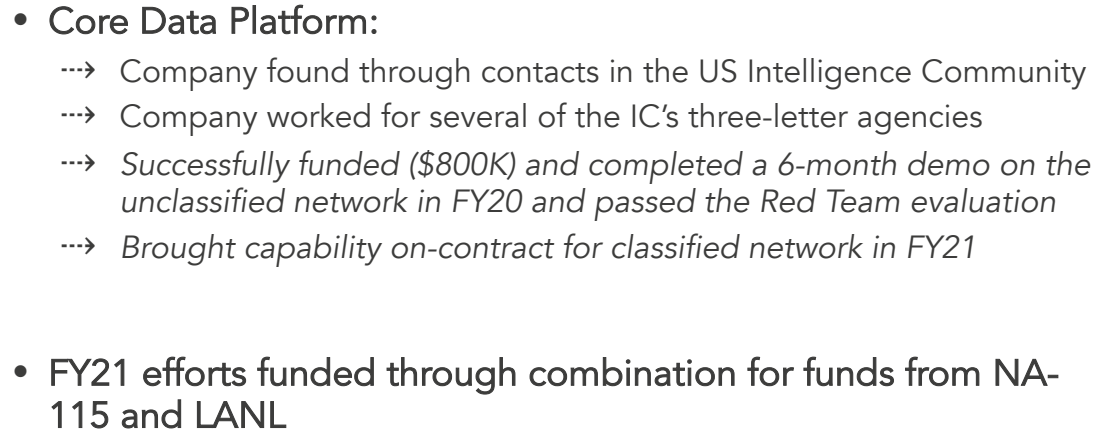 • Core Data Platform:
⇢ Company found through contacts in the US Intelligence Community
⇢ Company worked for several of the IC’s three-letter agencies
⇢ Successfully funded ($800K) and completed a 6-month demo on the
unclassified network in FY20 and passed the Red Team evaluation
⇢ Brought capability on-contract for classified network in FY21
• FY21 efforts funded through combination for funds from NA-
115 and LANL